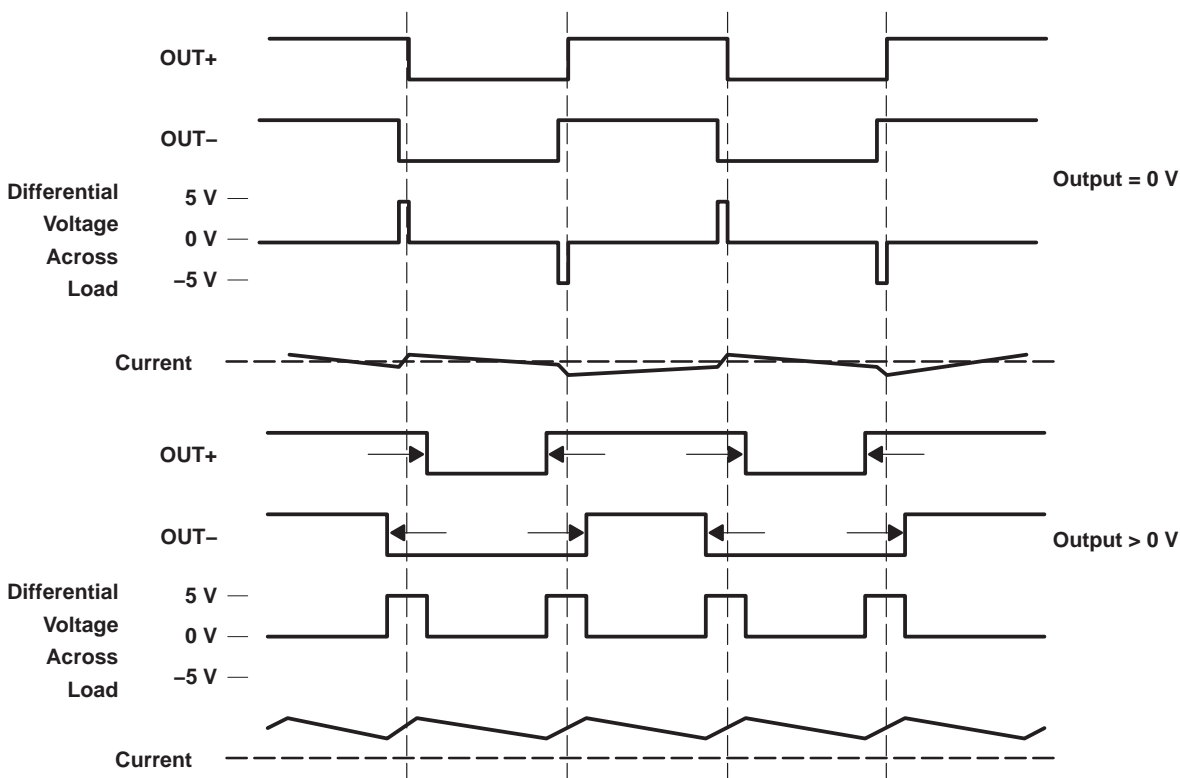 OUT+
OUT–
Output = 0 V
Differential
Voltage
Across
Load
5 V
0 V
–5 V
Current
OUT+
OUT–
Output > 0 V
Differential
Voltage
Across
Load
5 V
0 V
–5 V
Current